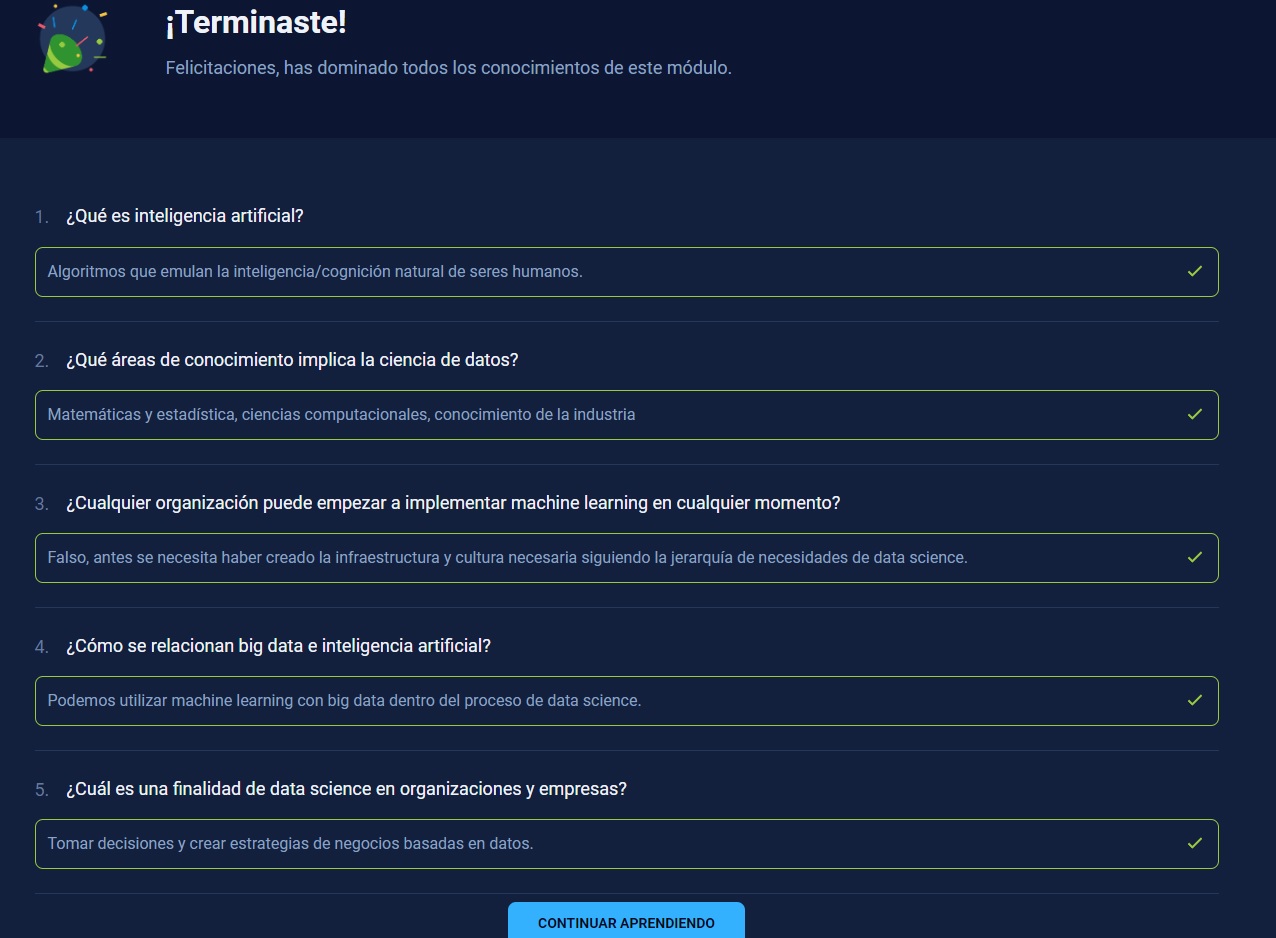 ¡Terminaste!
Felicitaciones, has dominado todos los conocimientos de este módulo.
1. ¿Qué es inteligencia artificial?
Algoritmos que emulan la inteligencia/cognición natural de seres humanos.
2. ¿Qué áreas de conocimiento implica la ciencia de datos?
Matemáticas y estadística, ciencias computacionales, conocimiento de la industria
3. ¿Cualquier organización puede empezar a implementar machine learning en cualquier momento?
Falso, antes se necesita haber creado la infraestructura y cultura necesaria siguiendo la jerarquía de necesidades de data science.
4. ¿Cómo se relacionan big data e inteligencia artificial?
Podemos utilizar machine learning con big data dentro del proceso de data science.
5. ¿Cuál es una finalidad de data science en organizaciones y empresas?
Tomar decisiones y crear estrategias de negocios basadas en datos.
CONTINUAR APRENDIENDO